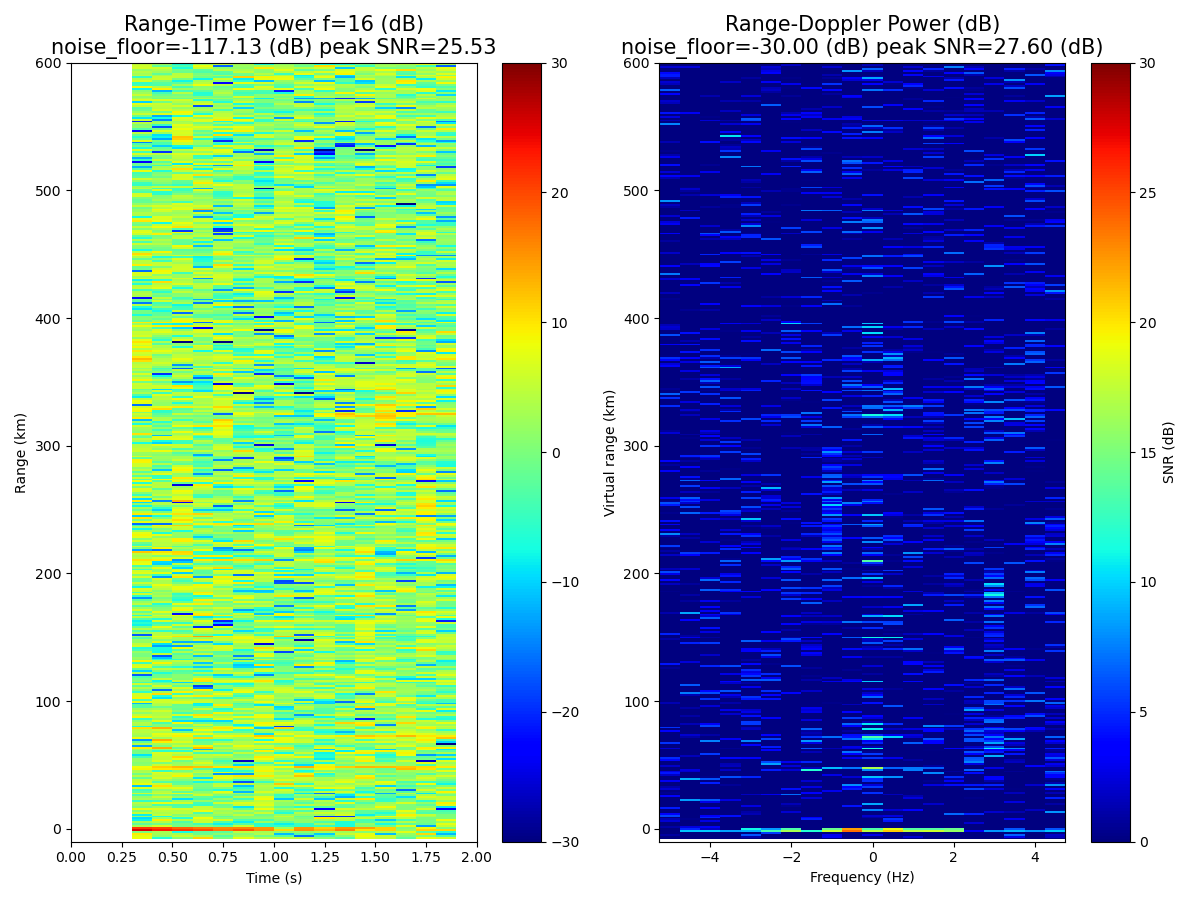 Range-Time Power f=16 (dB)
noise_floor=-117.13 (dB) peak SNR=25.53
Range-Doppler Power (dB)
noise_floor=-30.00 (dB) peak SNR=27.60 (dB)
600
500
400
300
200
100
0
Range (km)
0.00 0.25 0.50 0.75 1.00 1.25 1.50 1.75 2.00
Time (s)
30
20
10
0
−10
−20
−30
600
500
400
300
200
100
0
Virtual range (km)
−4 −2 0 2 4
Frequency (Hz)
30
25
20
15
10
5
0
SNR (dB)